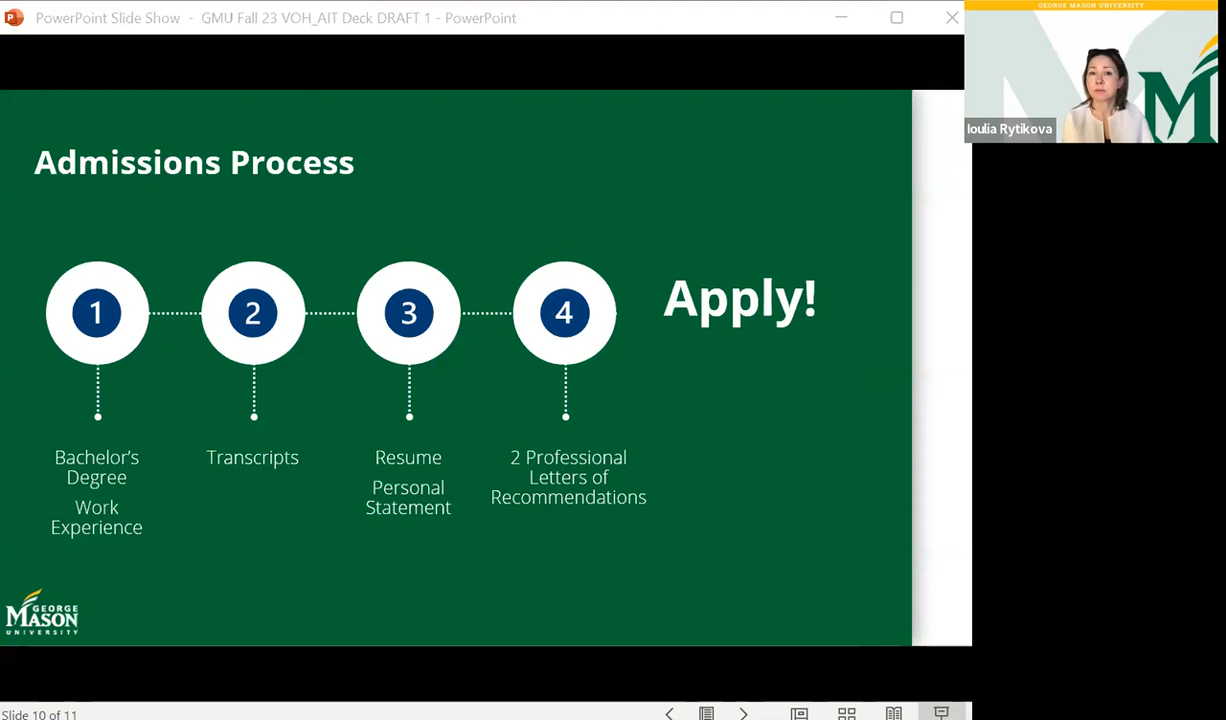 PowerPoint Slide Show - GMU Fall 23 VOH_AIT Deck DRAFT 1 - PowerPoint
GEORGE MASON UNIVERSITY
M
Ioulia Rytikova
Admissions Process
1
2
3
4
Apply!
Bachelor's
Degree
Work
Experience
Transcripts
Resume
Personal
Statement
2 Professional
Letters of
Recommendations
GEORGE
MASON
UNIVERSITY
Slide 10 of 11